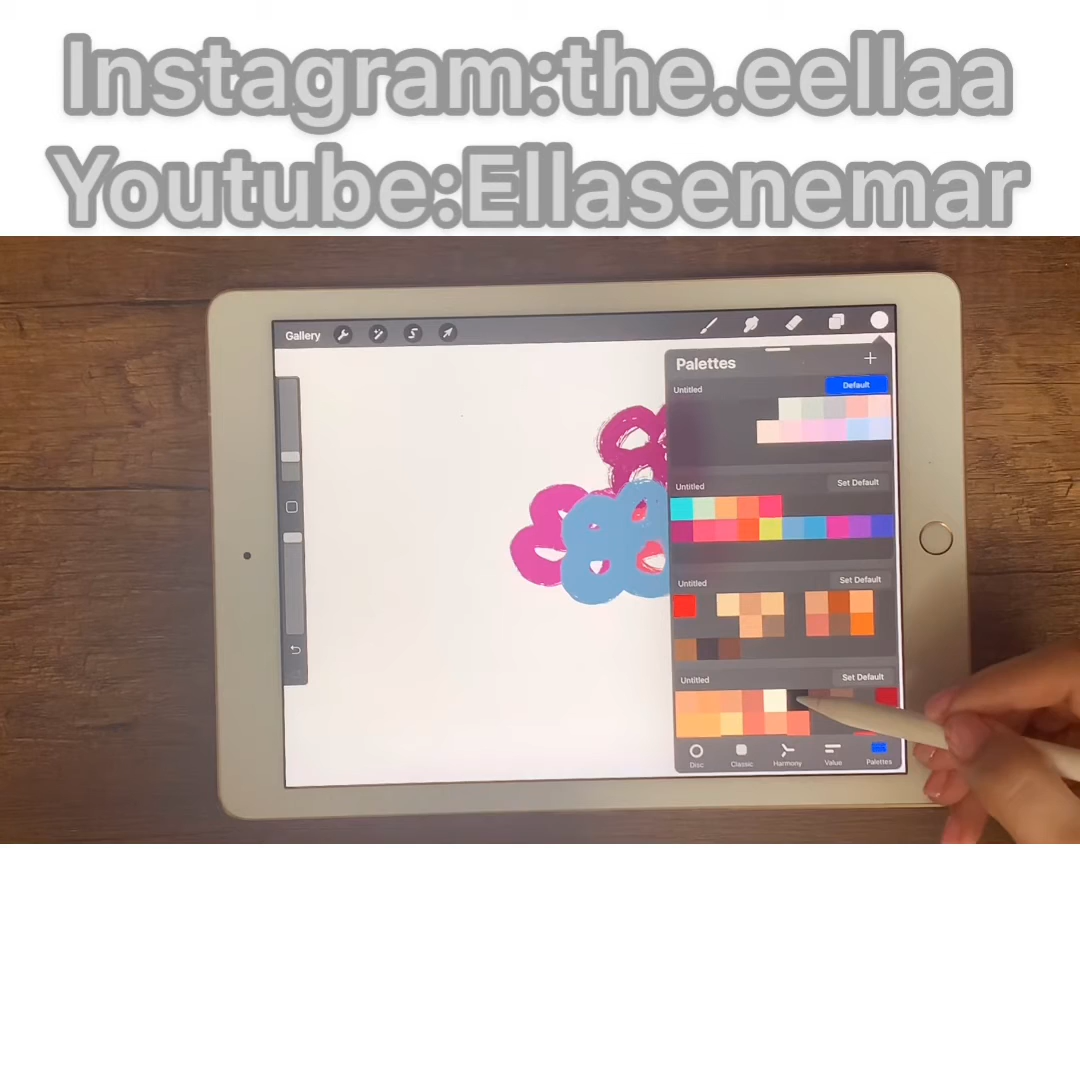 Instagram:the.eellaa
Youtube:Ellasenemar
Gallery
Palettes
Untitled
Default
Untitled
Set Default
Untitled
Set Default
Untitled
Set Default
Disc
Classic
Harmony
Value
Palettes